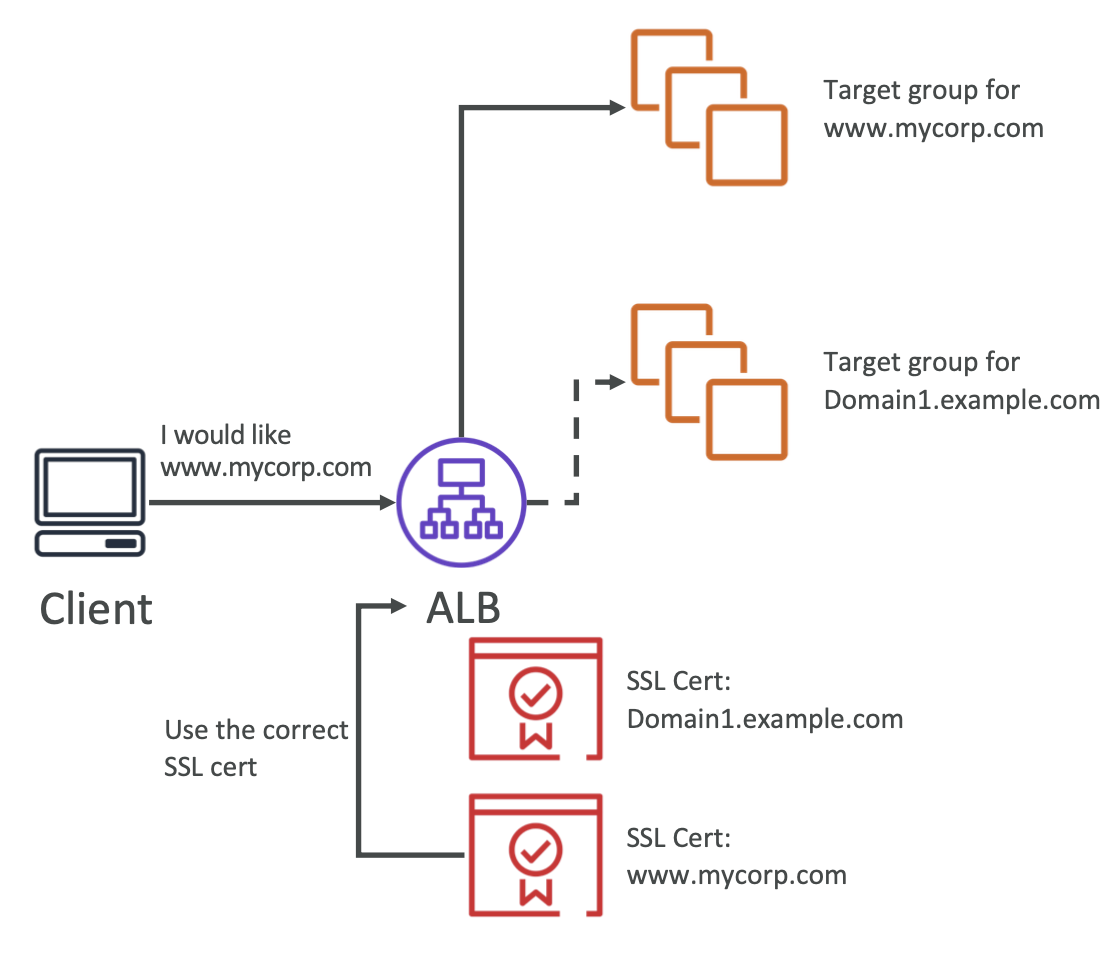 Target group for
www.mycorp.com
Target group for
Domain1.example.com
I would like
www.mycorp.com
Client
ALB
SSL Cert:
Domain1.example.com
Use the correct
SSL cert
SSL Cert:
www.mycorp.com